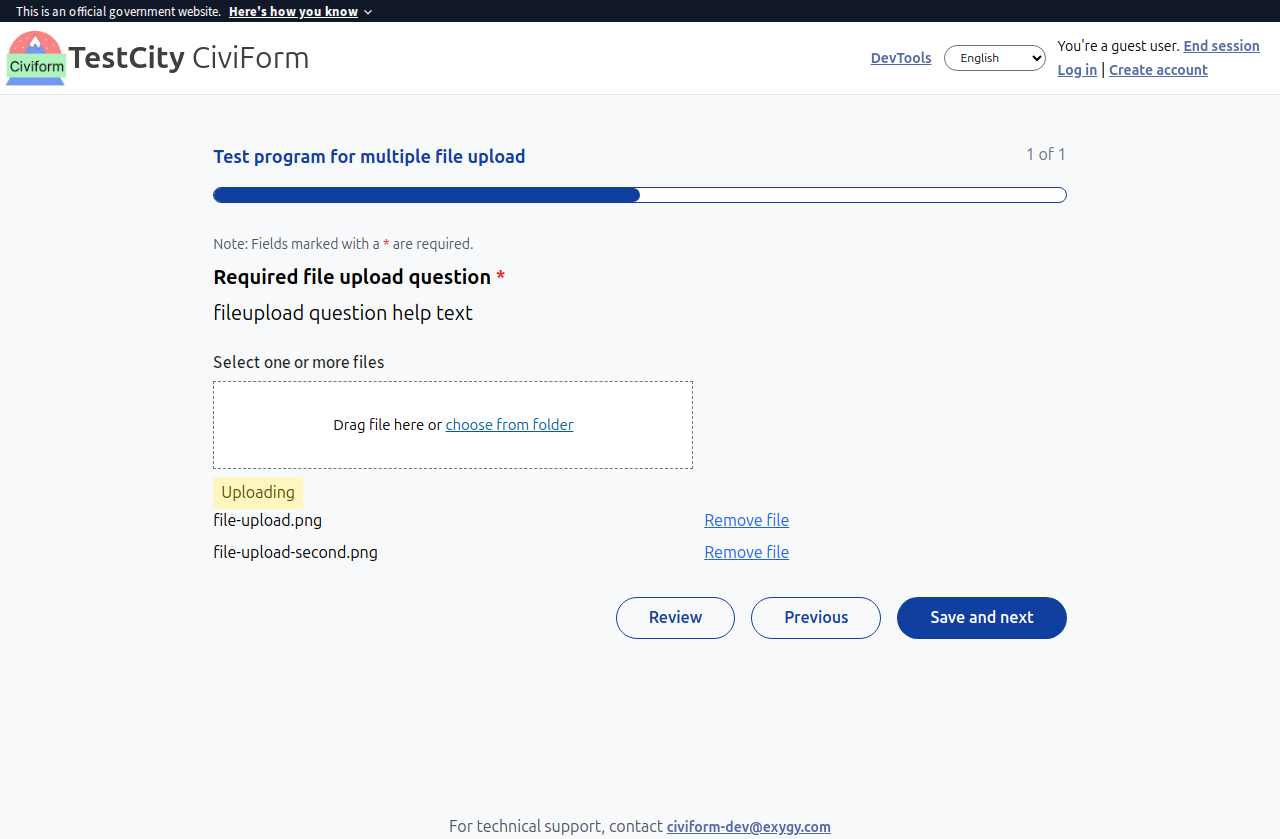 This is an official government website. Here's how you know
Civiform
TestCity CiviForm
DevTools
English
You're a guest user. End session
Log in | Create account
Test program for multiple file upload
1 of 1
Note: Fields marked with a * are required.
Required file upload question *
fileupload question help text
Select one or more files
Drag file here or choose from folder
Uploading
file-upload.png Remove file
file-upload-second.png Remove file
Review Previous Save and next
For technical support, contact civiform-dev@exygy.com